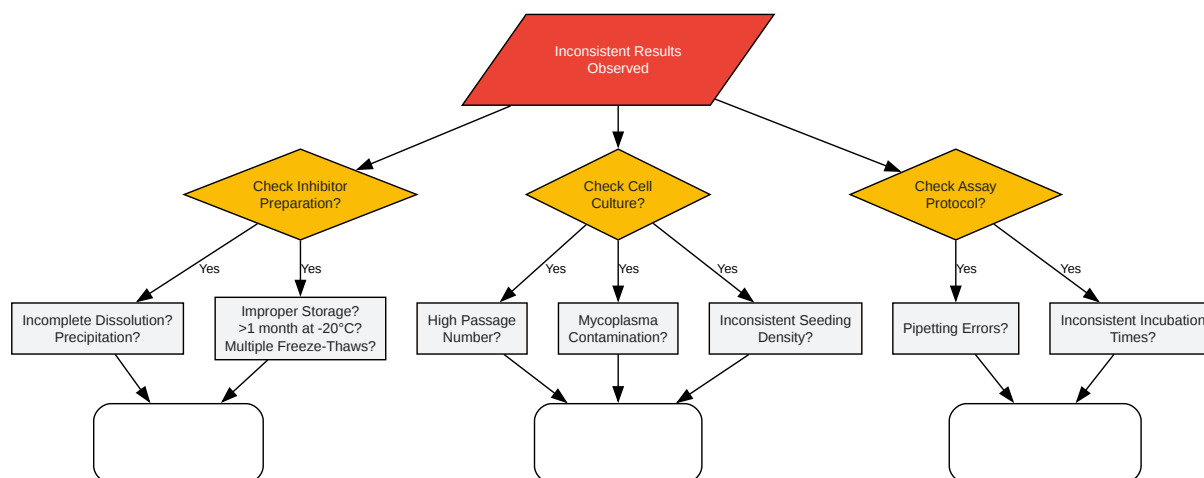 Inconsistent Results
Observed
Check Inhibitor
Preparation?
Check Cell
Culture?
Check Assay
Protocol?
Yes
Yes
Yes
Yes
Yes
Yes
Yes
Incomplete Dissolution?
Precipitation?
Improper Storage?
>1 month at -20°C?
Multiple Freeze-Thaws?
High Passage
Number?
Mycoplasma
Contamination?
Inconsistent Seeding
Density?
Pipetting Errors?
Inconsistent Incubation
Times?